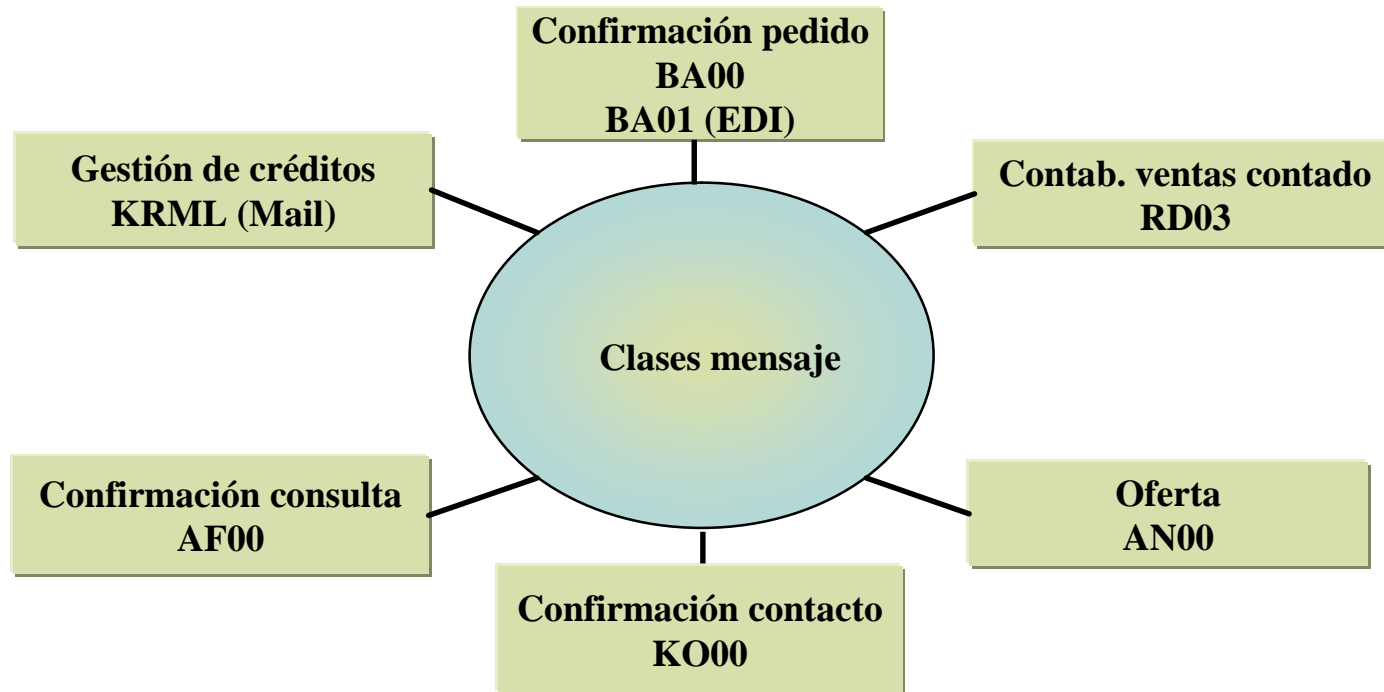 Confirmación pedido
BA00
BA01 (EDI)
Gestión de créditos
KRML (Mail)
Contab. ventas contado
RD03
Clases mensaje
Confirmación consulta
AF00
Oferta
AN00
Confirmación contacto
KO00